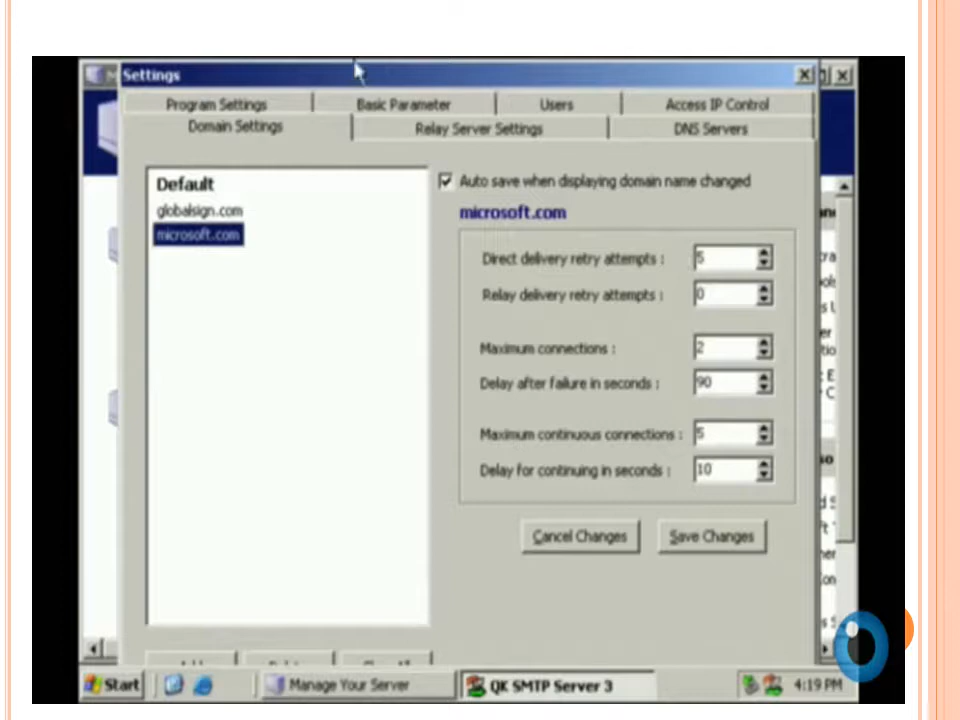 Settings
Program Settings
Basic Parameter
Users
Access IP Control
Domain Settings
Relay Server Settings
DNS Servers
Default
globalsign.com
microsoft.com
Auto save when displaying domain name changed
microsoft.com
Direct delivery retry attempts : 5
Relay delivery retry attempts : 0
Maximum connections : 2
Delay after failure in seconds : 90
Maximum continuous connections : 5
Delay for continuing in seconds : 10
Cancel Changes
Save Changes
Start
Manage Your Server
QK SMTP Server 3
4:19 PM